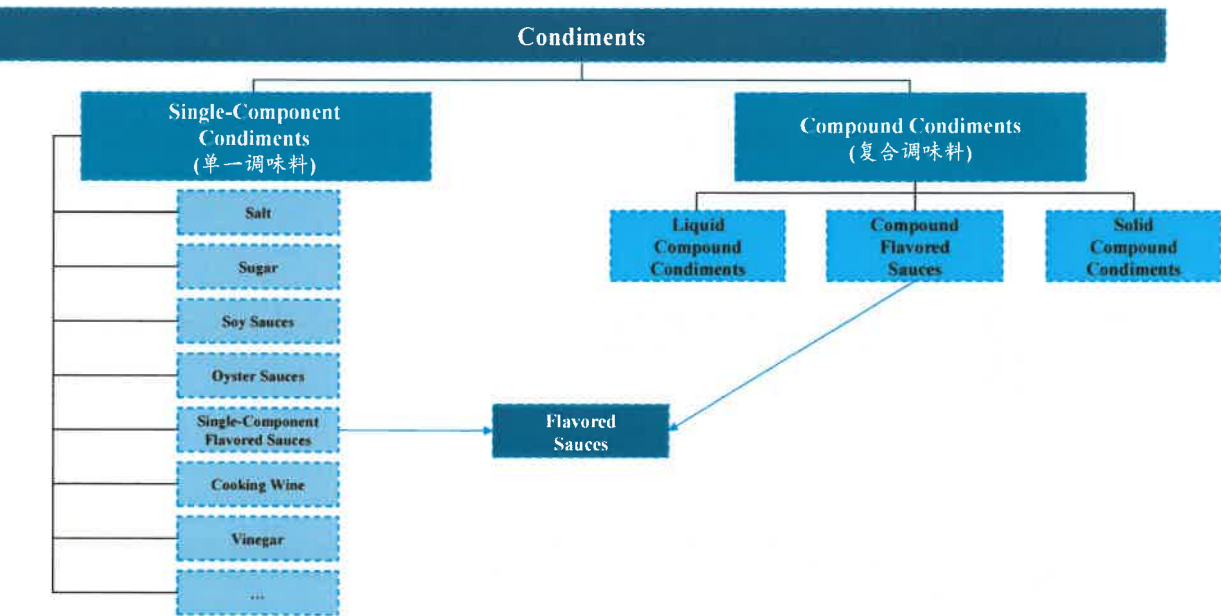 Condiments
Single-Component
Condiments
(单一调味料)
Compound Condiments
(复合调味料)
Salt
Sugar
Soy Sauces
Oyster Sauces
Single-Component
Flavored Sauces
Cooking Wine
Vinegar
...
Liquid
Compound
Condiments
Compound
Flavored
Sauces
Solid
Compound
Condiments
Flavored
Sauces